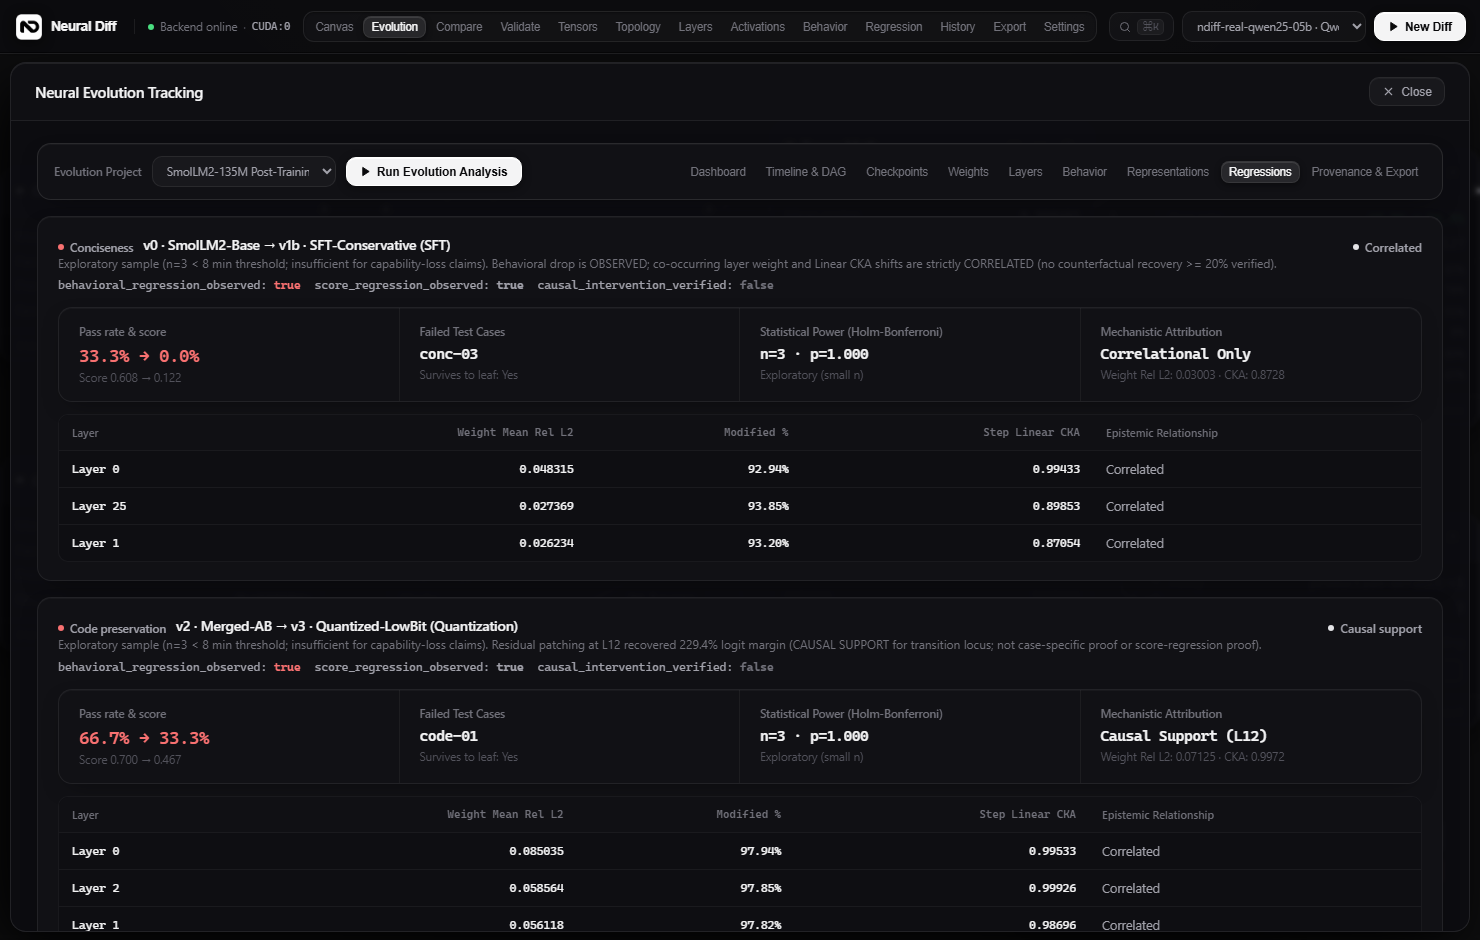 Neural Diff
Backend online · CUDA:0
Canvas Evolution Compare Validate Tensors Topology Layers Activations Behavior Regression History Export Settings
⌘K
ndiff-real-qwen25-05b · Qw
New Diff
Neural Evolution Tracking
Close
Evolution Project
SmolLM2-135M Post-Trainin
Run Evolution Analysis
Dashboard Timeline & DAG Checkpoints Weights Layers Behavior Representations Regressions Provenance & Export
Conciseness v0 · SmolLM2-Base → v1b · SFT-Conservative (SFT)
Correlated
Exploratory sample (n=3 < 8 min threshold; insufficient for capability-loss claims). Behavioral drop is OBSERVED; co-occurring layer weight and Linear CKA shifts are strictly CORRELATED (no counterfactual recovery >= 20% verified).
behavioral_regression_observed: true score_regression_observed: true causal_intervention_verified: false
Pass rate & score
33.3% → 0.0%
Score 0.608 → 0.122
Failed Test Cases
conc-03
Survives to leaf: Yes
Statistical Power (Holm-Bonferroni)
n=3 · p=1.000
Exploratory (small n)
Mechanistic Attribution
Correlational Only
Weight Rel L2: 0.03003 · CKA: 0.8728
Layer Weight Mean Rel L2 Modified % Step Linear CKA Epistemic Relationship
Layer 0 0.048315 92.94% 0.99433 Correlated
Layer 25 0.027369 93.85% 0.89853 Correlated
Layer 1 0.026234 93.20% 0.87054 Correlated
Code preservation v2 · Merged-AB → v3 · Quantized-LowBit (Quantization)
Causal support
Exploratory sample (n=3 < 8 min threshold; insufficient for capability-loss claims). Residual patching at L12 recovered 229.4% logit margin (CAUSAL SUPPORT for transition locus; not case-specific proof or score-regression proof).
behavioral_regression_observed: true score_regression_observed: true causal_intervention_verified: false
Pass rate & score
66.7% → 33.3%
Score 0.700 → 0.467
Failed Test Cases
code-01
Survives to leaf: Yes
Statistical Power (Holm-Bonferroni)
n=3 · p=1.000
Exploratory (small n)
Mechanistic Attribution
Causal Support (L12)
Weight Rel L2: 0.07125 · CKA: 0.9972
Layer Weight Mean Rel L2 Modified % Step Linear CKA Epistemic Relationship
Layer 0 0.085035 97.94% 0.99533 Correlated
Layer 2 0.058564 97.85% 0.99926 Correlated
Layer 1 0.056118 97.82% 0.98696 Correlated